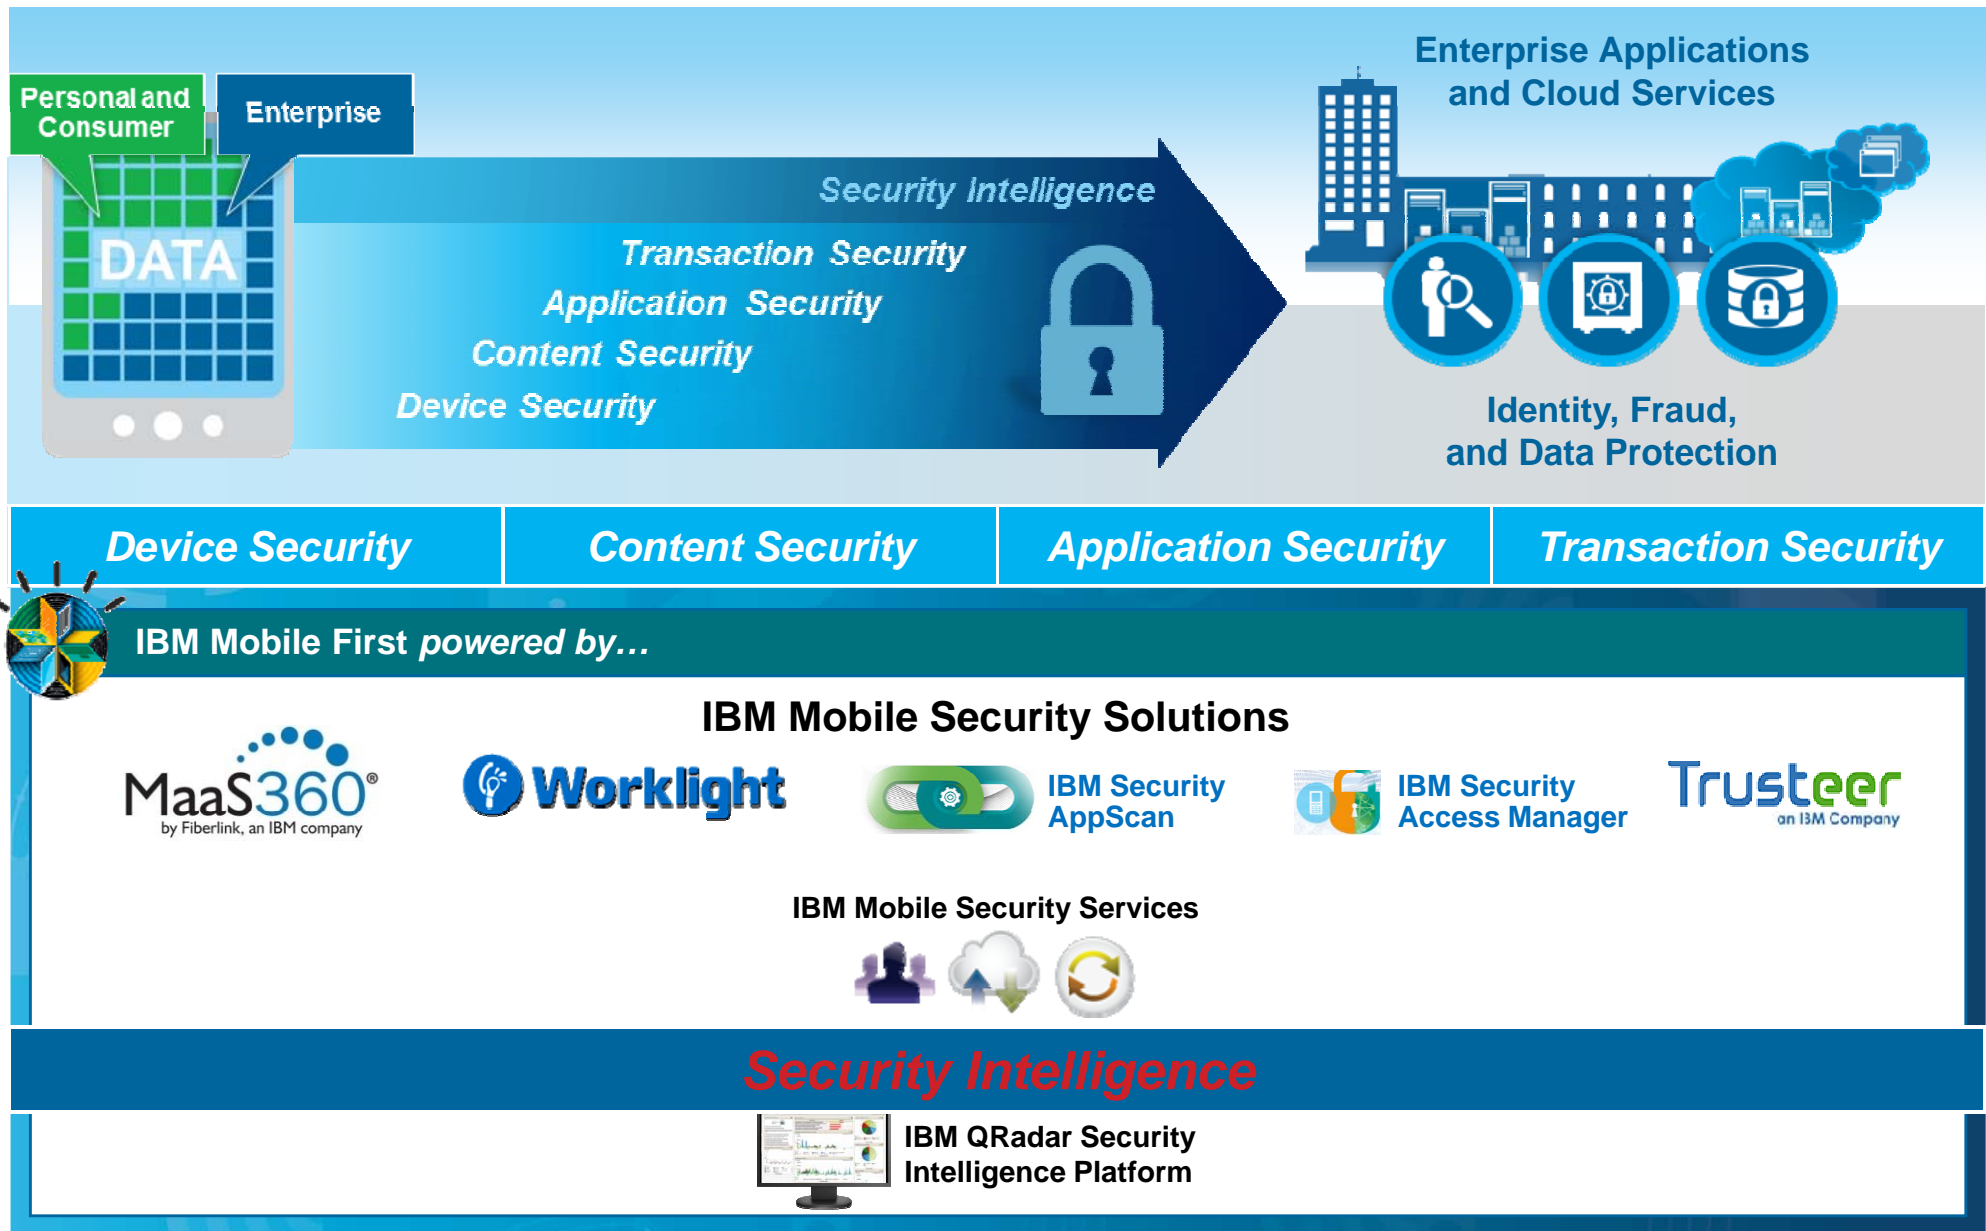 Enterprise Applications
and Cloud Services
Personal and
Consumer
Enterprise
DATA
Security Intelligence
Transaction Security
Application Security
Content Security
Device Security
Identity, Fraud,
and Data Protection
Device Security
Content Security
Application Security
Transaction Security
IBM Mobile First powered by...
IBM Mobile Security Solutions
MaaS360®
by Fiberlink, an IBM company
Worklight
IBM Security
AppScan
IBM Security
Access Manager
Trusteer
an IBM Company
IBM Mobile Security Services
Security Intelligence
IBM QRadar Security
Intelligence Platform